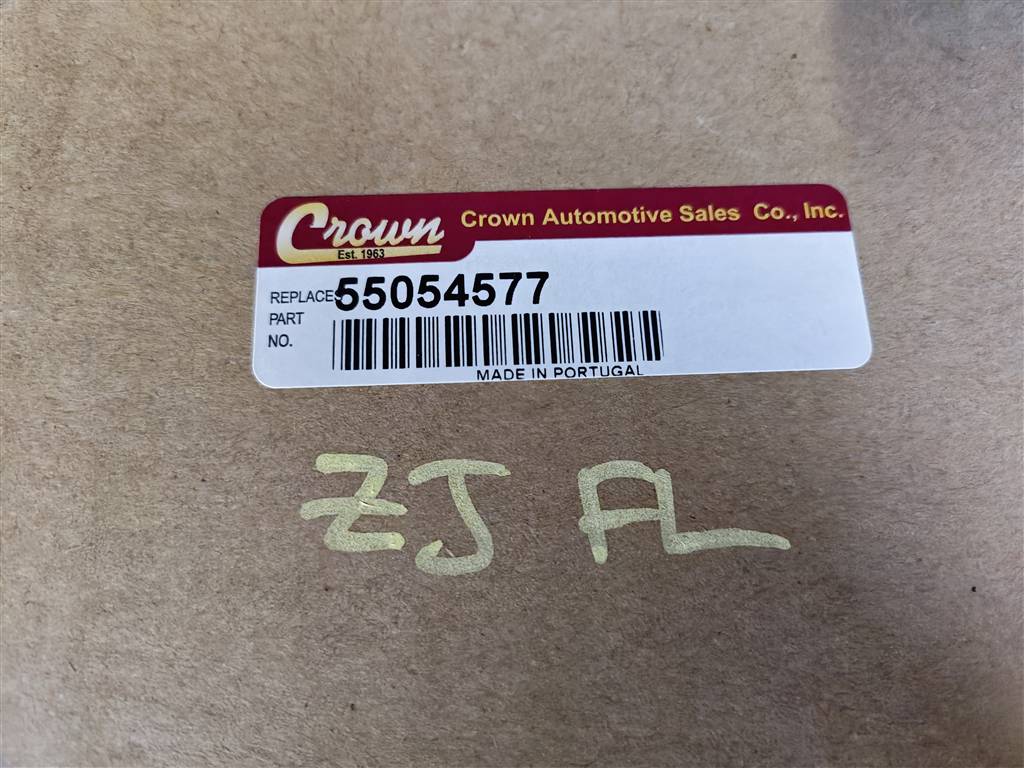 Crown
Est. 1963
Crown Automotive Sales Co., Inc.
REPLACES
PART
NO.
55054577
MADE IN PORTUGAL
ZJ FL